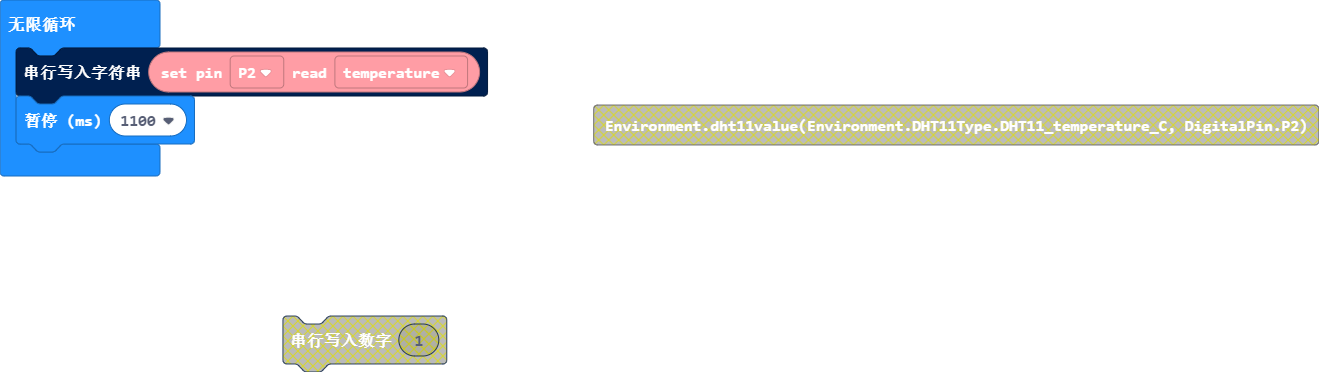 无限循环
串行写入字符串 set pin P2 read temperature
暂停 (ms) 1100
Environment.dht11value(Environment.DHT11Type.DHT11_temperature_C, DigitalPin.P2)
串行写入数字 1